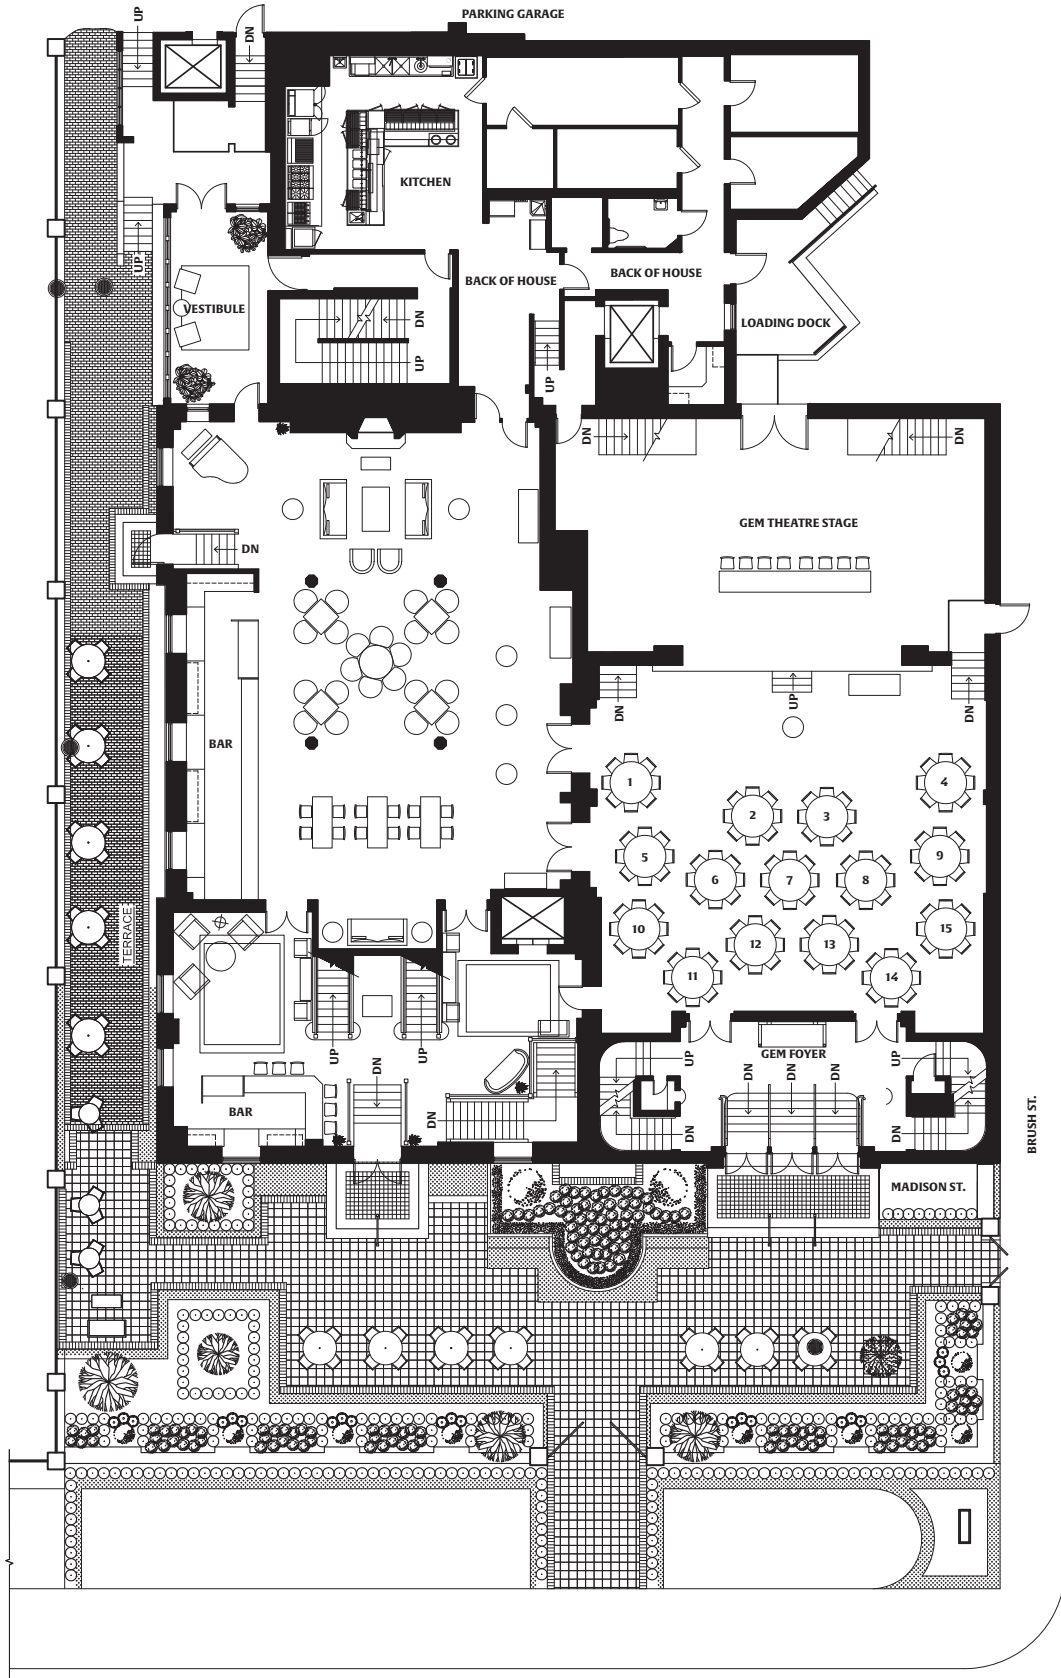 PARKING GARAGE
UP
DN
KITCHEN
UP
BACK OF HOUSE
BACK OF HOUSE
VESTIBULE
DN
LOADING DOCK
UP
UP
DN
DN
GEM THEATRE STAGE
DN
UP
DN
DN
BAR
1
4
2
3
5
9
6
7
8
TERRACE
10
15
12
13
11
14
UP
UP
DN
GEM FOYER
UP
DN
DN
DN
UP
BAR
DN
DN
DN
BRUSH ST.
MADISON ST.